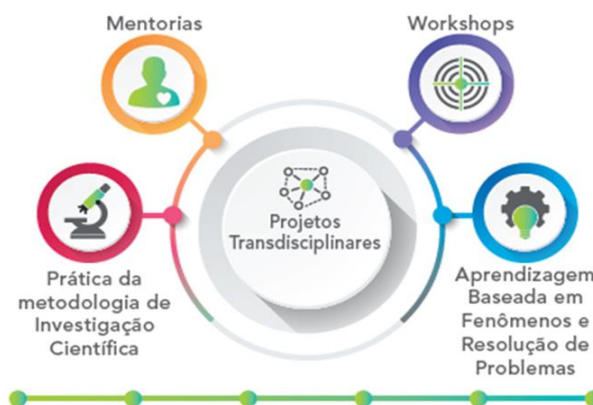 Mentorias
Workshops
Projetos
Transdisciplinares
Prática da
metodologia de
Investigação
Científica
Aprendizagem
Baseada em
Fenômenos e
Resolução de
Problemas